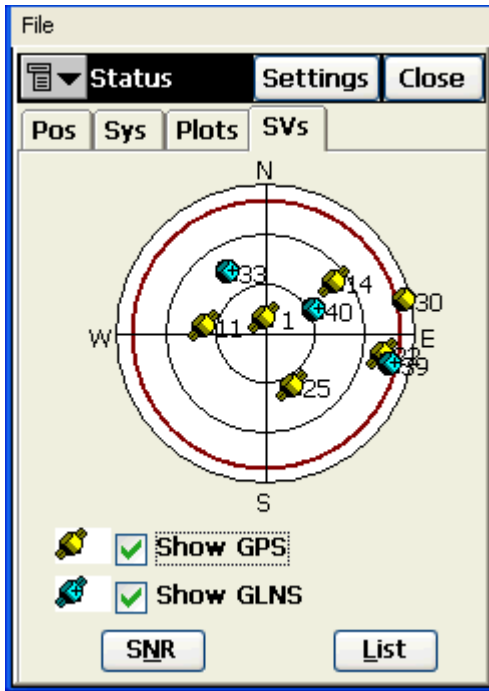 File
Status Settings Close
Pos Sys Plots SVs
N
33 14
30
40
1
11
W E
39
25
S
Show GPS
Show GLNS
SNR List